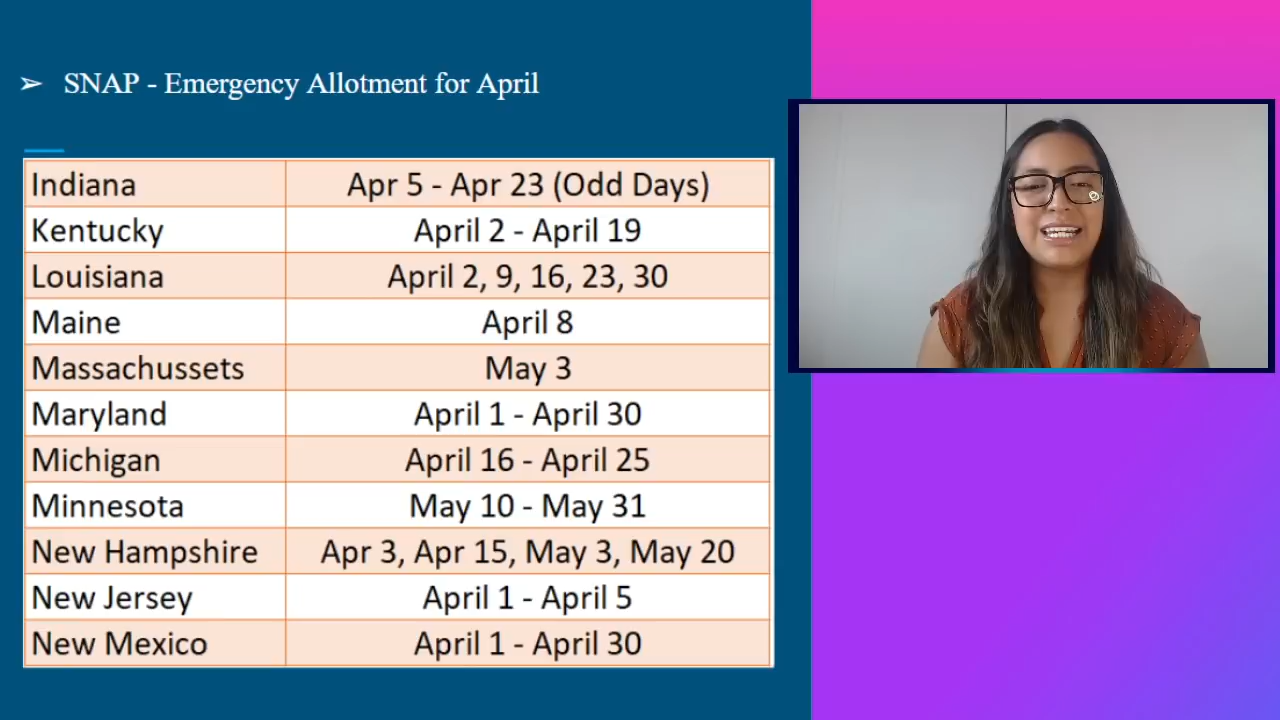 ➢ SNAP - Emergency Allotment for April
Indiana Apr 5 - Apr 23 (Odd Days)
Kentucky April 2 - April 19
Louisiana April 2, 9, 16, 23, 30
Maine April 8
Massachussets May 3
Maryland April 1 - April 30
Michigan April 16 - April 25
Minnesota May 10 - May 31
New Hampshire Apr 3, Apr 15, May 3, May 20
New Jersey April 1 - April 5
New Mexico April 1 - April 30